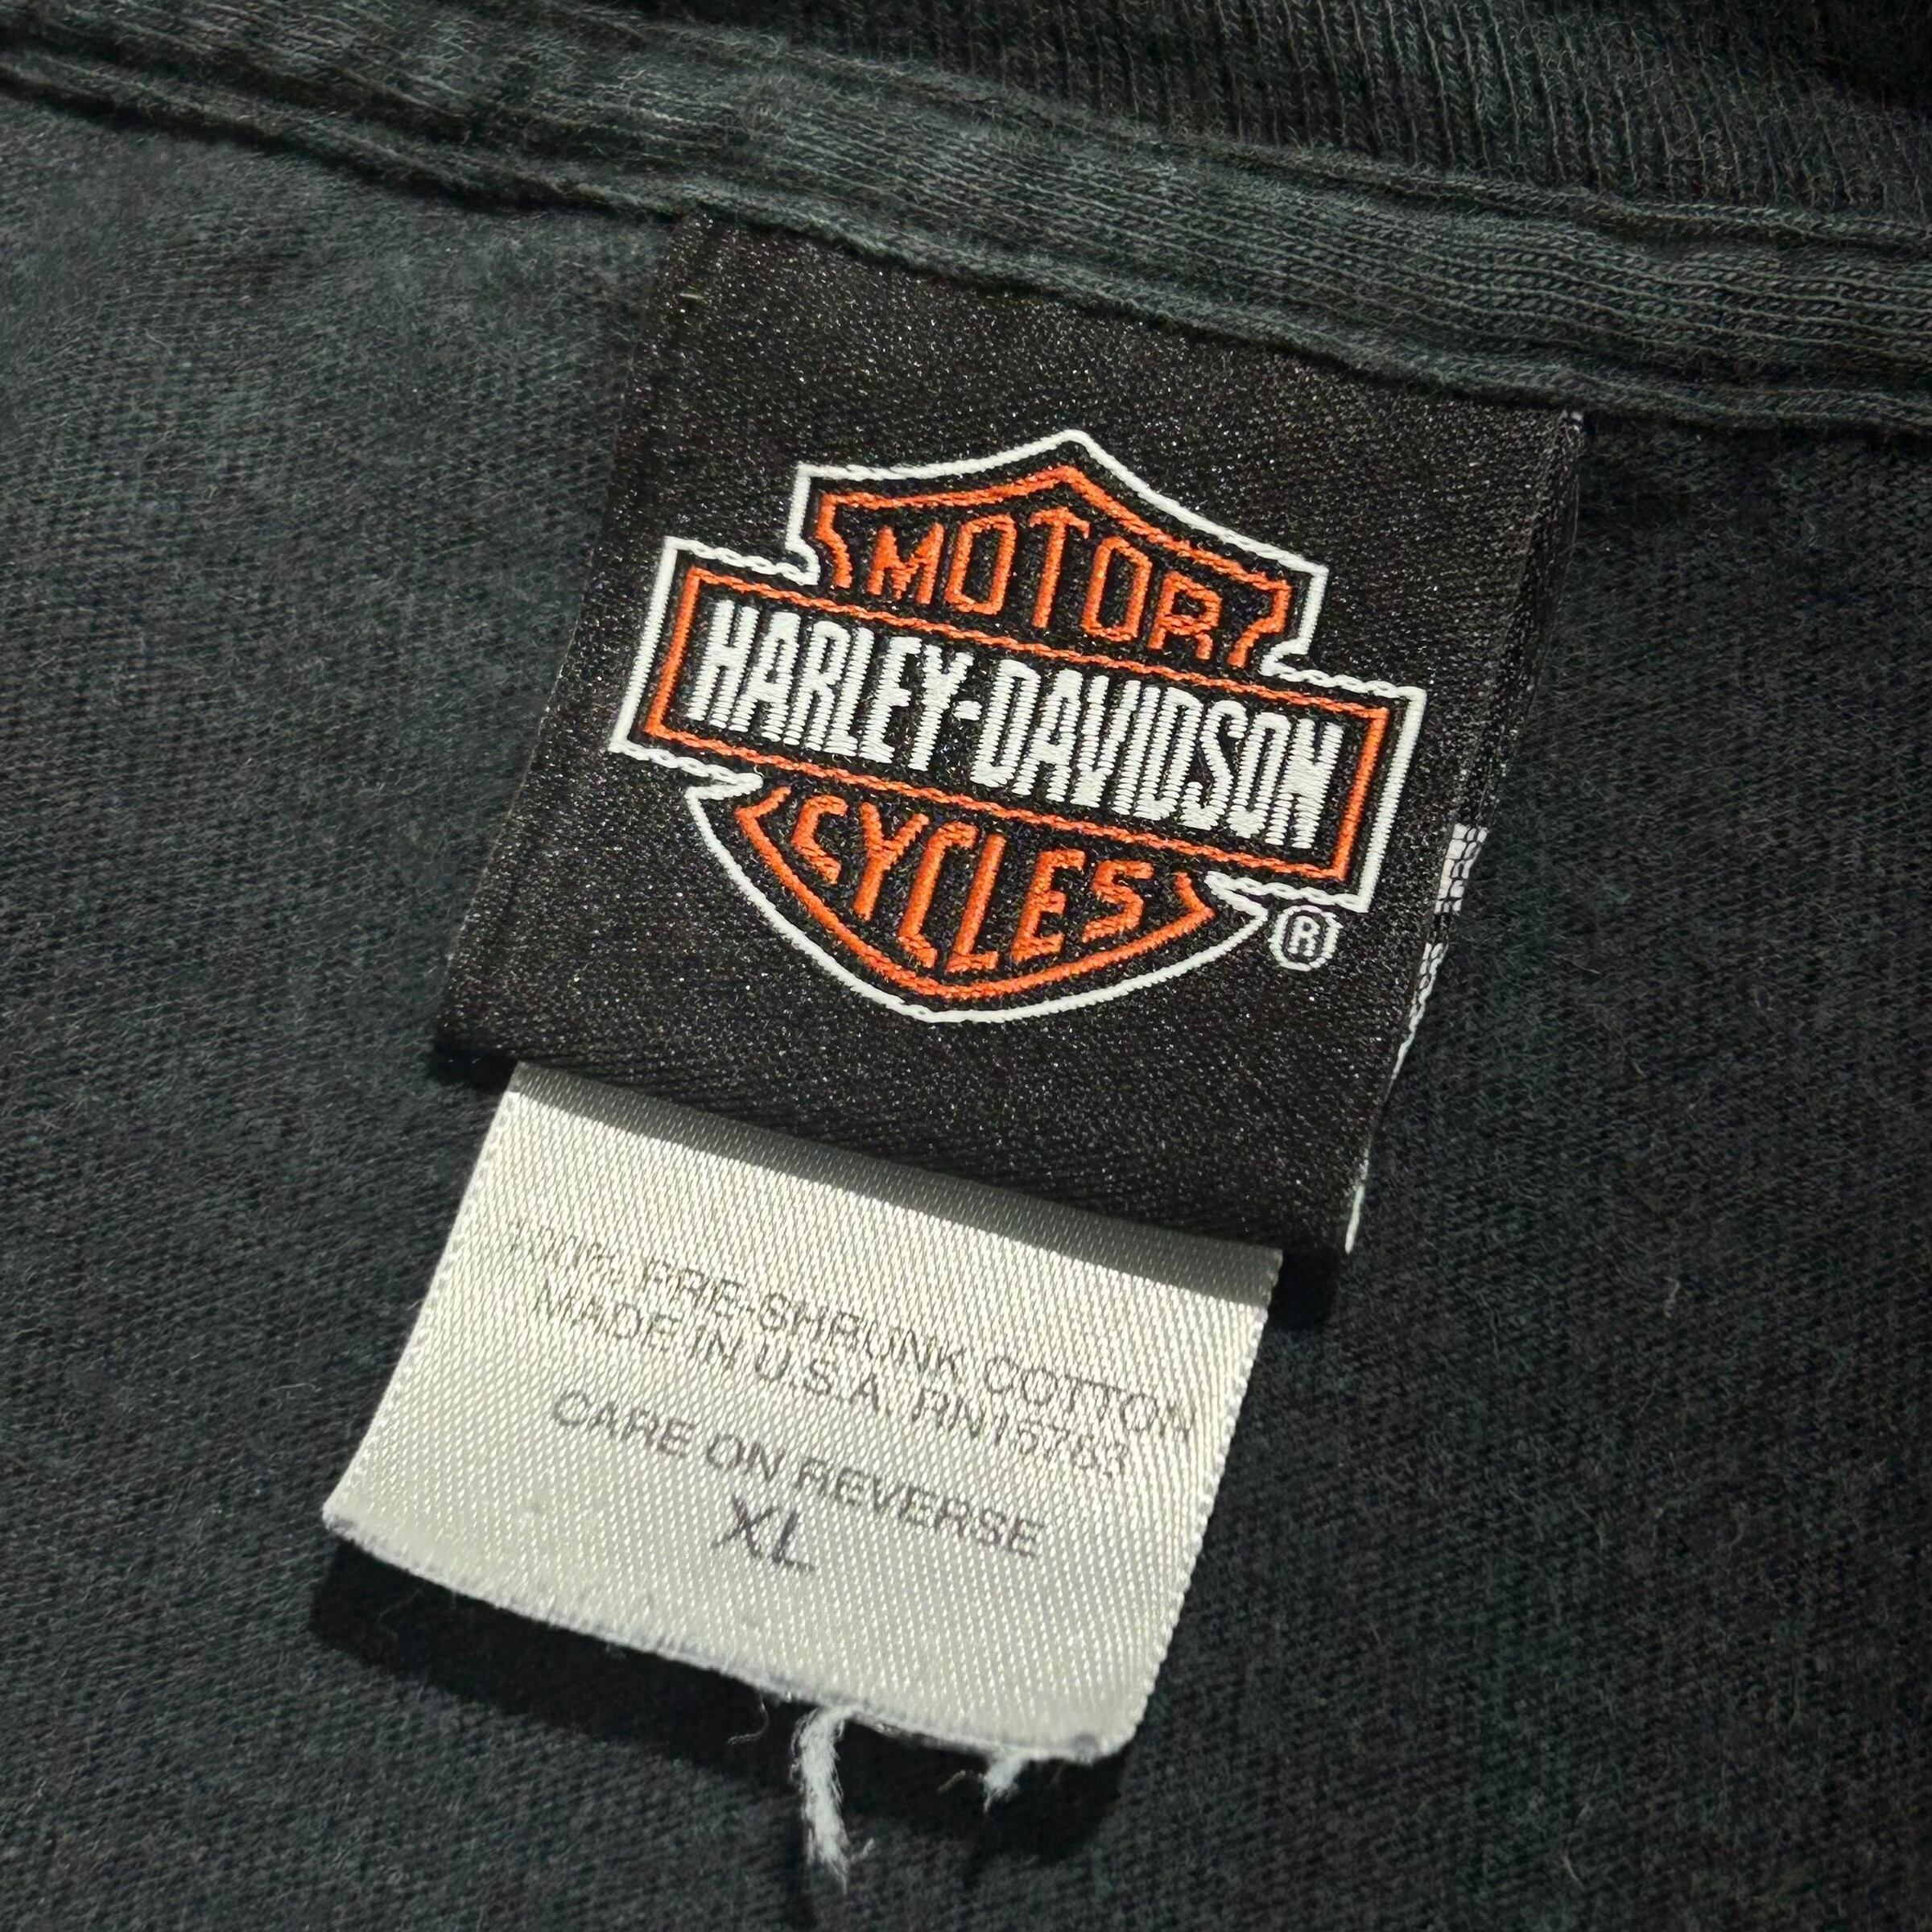 MOTOR
HARLEY-DAVIDSON
CYCLES
®
100% PRE-SHRUNK COTTON
MADE IN U.S.A. RN15763
CARE ON REVERSE
XL